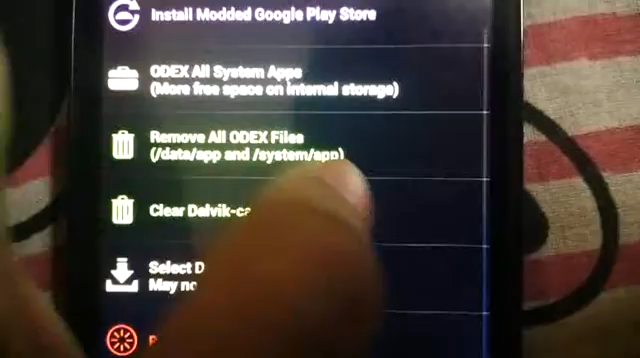 Install Modded Google Play Store
ODEX All System Apps
(More free space on internal storage)
Remove All ODEX Files
(/data/app and /system/app)
Clear Dalvik-ca
Select D
May no